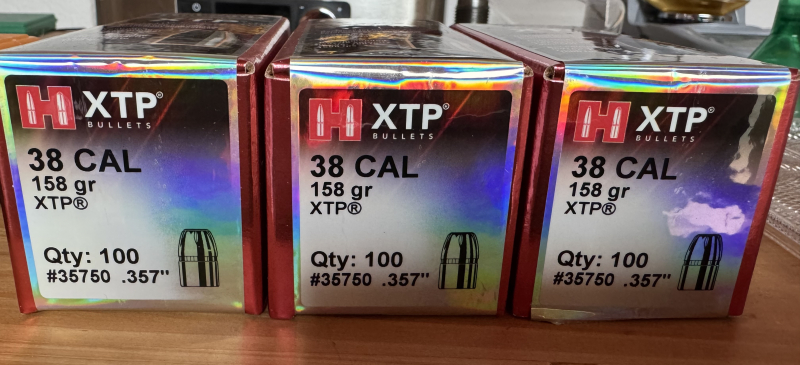 H XTP®
BULLETS
38 CAL
158 gr
XTP®
Qty: 100
#35750 .357"
H XTP®
BULLETS
38 CAL
158 gr
XTP®
Qty: 100
#35750 .357"
H XTP®
BULLETS
38 CAL
158 gr
XTP®
Qty: 100
#35750 .357"